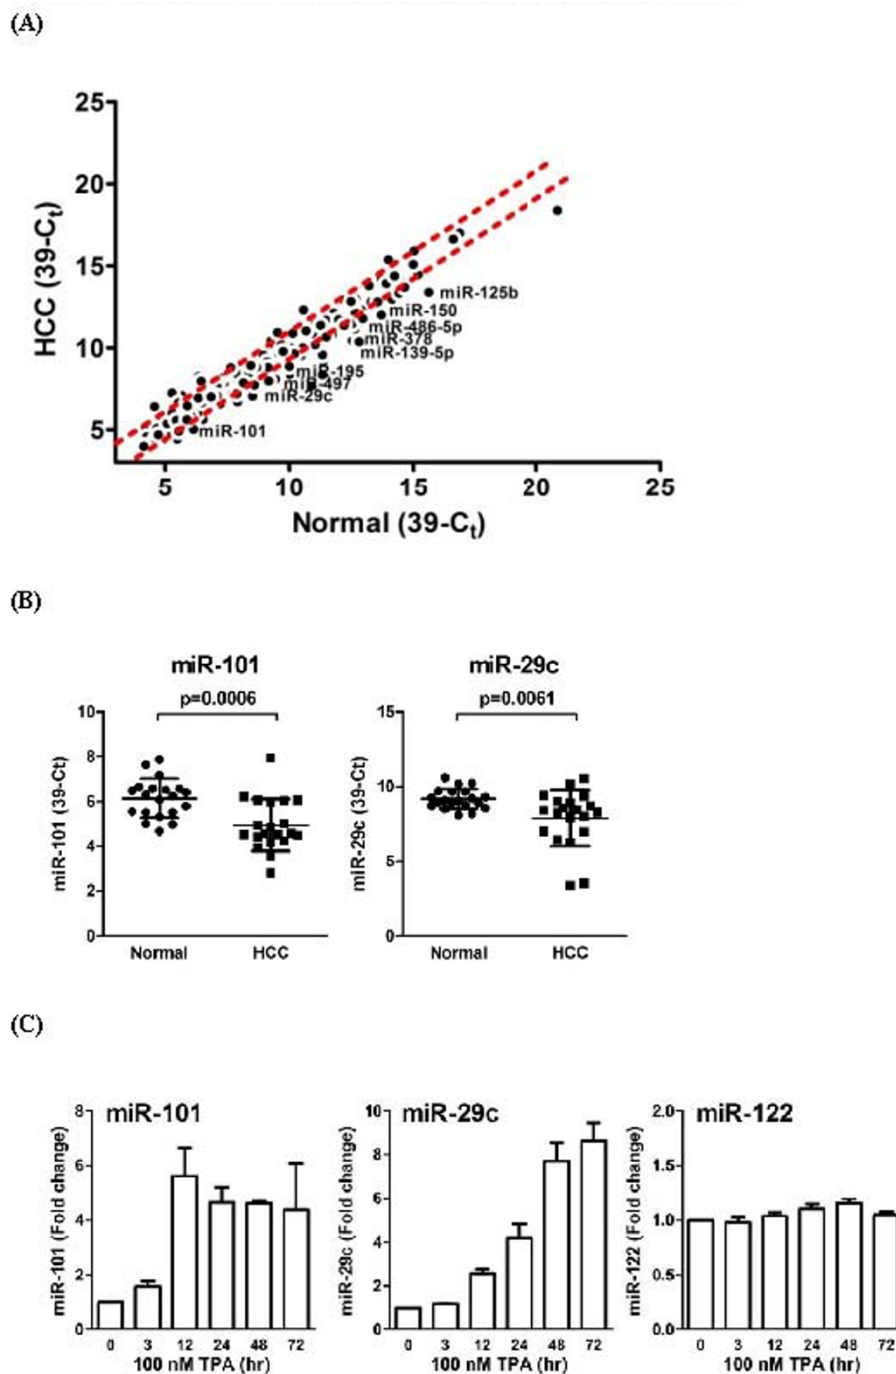 (A)
25
20
15
10
5
HCC (39-Ct)
miR-125b
miR-150
miR-486-5p
miR-378
miR-139-5p
miR-195
miR-497
miR-29c
miR-101
5 10 15 20 25
Normal (39-Ct)
(B)
miR-101
p=0.0006
10
8
6
4
2
0
miR-101 (39-Ct)
Normal HCC
miR-29c
p=0.0061
15
10
5
0
miR-29c (39-Ct)
Normal HCC
(C)
miR-101
8
6
4
2
0
miR-101 (Fold change)
0 3 12 24 48 72
100 nM TPA (hr)
miR-29c
10
8
6
4
2
0
miR-29c (Fold change)
0 3 12 24 48 72
100 nM TPA (hr)
miR-122
2.0
1.5
1.0
0.5
0.0
miR-122 (Fold change)
0 3 12 24 48 72
100 nM TPA (hr)